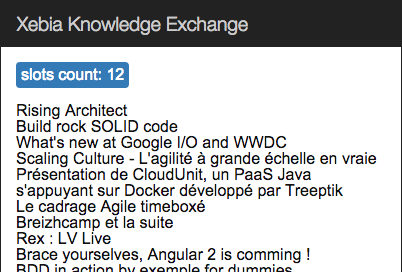 Xebia Knowledge Exchange
slots count: 12
Rising Architect
Build rock SOLID code
What's new at Google I/O and WWDC
Scaling Culture - L'agilité à grande échelle en vraie
Présentation de CloudUnit, un PaaS Java
s'appuyant sur Docker développé par Treeptik
Le cadrage Agile timeboxé
Breizhcamp et la suite
Rex : LV Live
Brace yourselves, Angular 2 is comming !
BDD in action by exemple for dummies